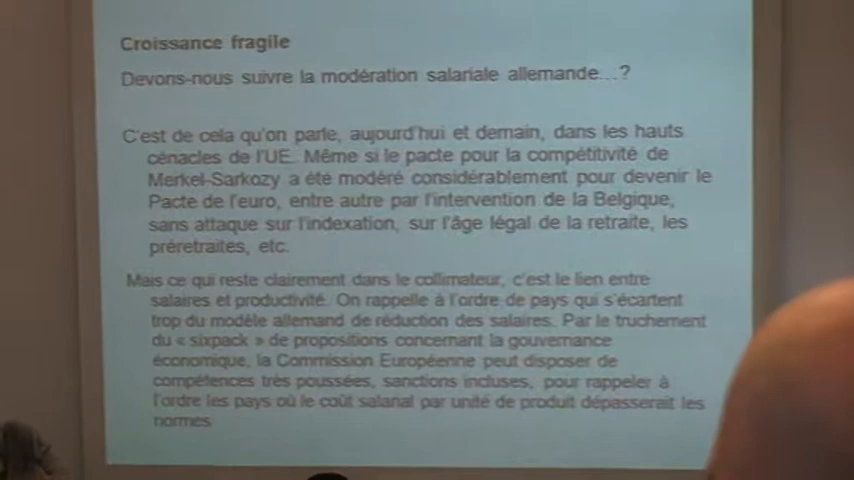 Croissance fragile
Devons-nous suivre la modération salariale allemande…?
C'est de cela qu'on parle, aujourd'hui et demain, dans les hauts
cénacles de l'UE. Même si le pacte pour la compétitivité de
Merkel-Sarkozy a été modéré considérablement pour devenir le
Pacte de l'euro, entre autre par l'intervention de la Belgique,
sans attaque sur l'indexation, sur l'âge légal de la retraite, les
préretraites, etc.
Mais ce qui reste clairement dans le collimateur, c'est le lien entre
salaires et productivité. On rappelle à l'ordre de pays qui s'écartent
trop du modèle allemand de réduction des salaires. Par le truchement
du « sixpack » de propositions concernant la gouvernance
économique, la Commission Européenne peut disposer de
compétences très poussées, sanctions incluses, pour rappeler à
l'ordre les pays où le coût salarial par unité de produit dépasserait les
normes